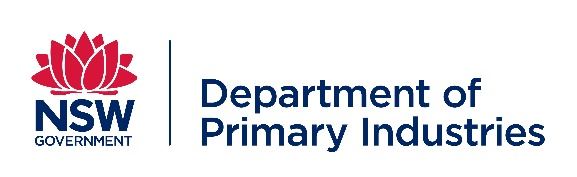 NSW
GOVERNMENT
Department of
Primary Industries